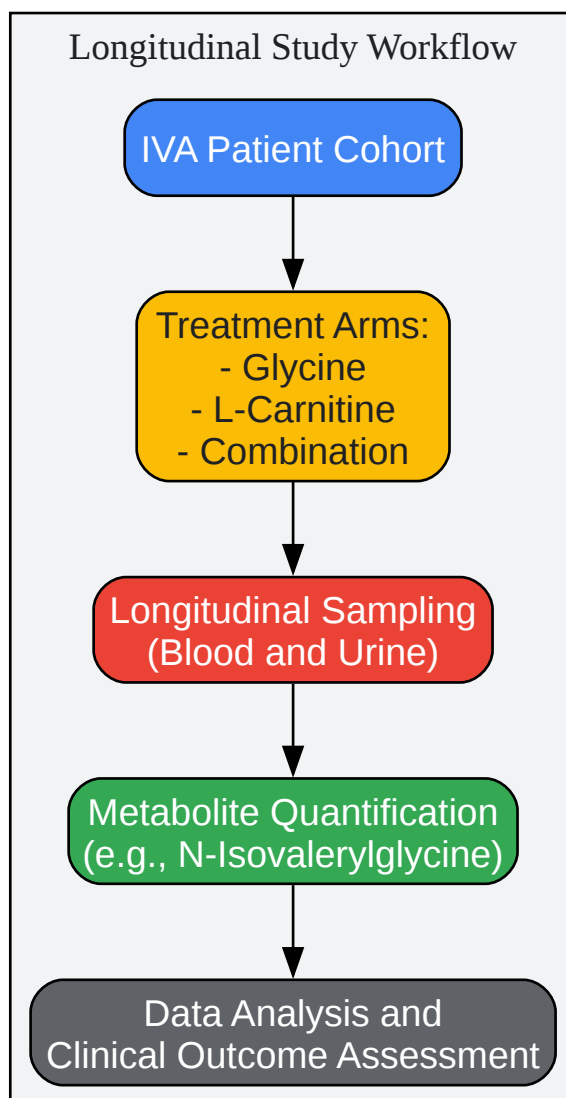 Longitudinal Study Workflow
IVA Patient Cohort
Treatment Arms:
- Glycine
- L-Carnitine
- Combination
Longitudinal Sampling
(Blood and Urine)
Metabolite Quantification
(e.g., N-Isovalerylglycine)
Data Analysis and
Clinical Outcome Assessment